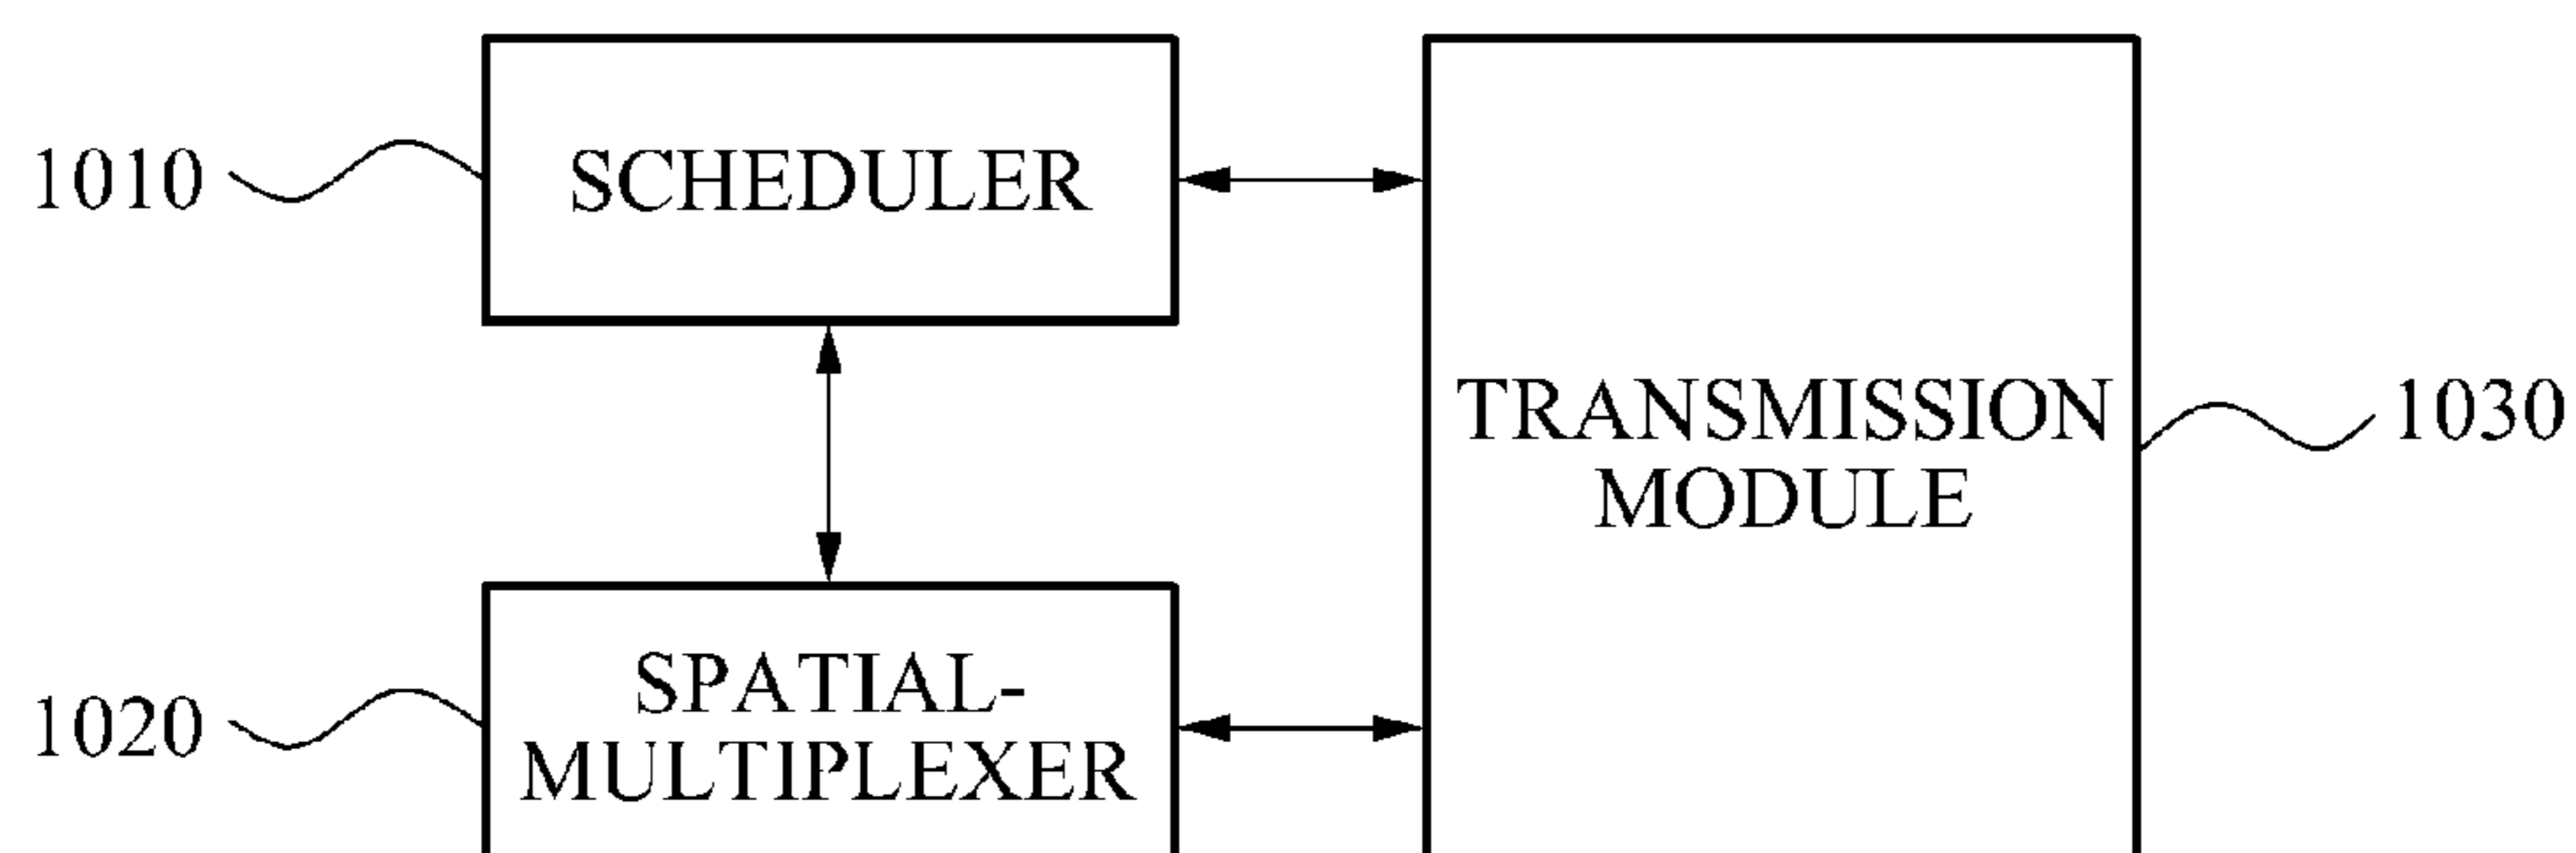 1010
SCHEDULER
TRANSMISSION
MODULE
1030
1020
SPATIAL-
MULTIPLEXER